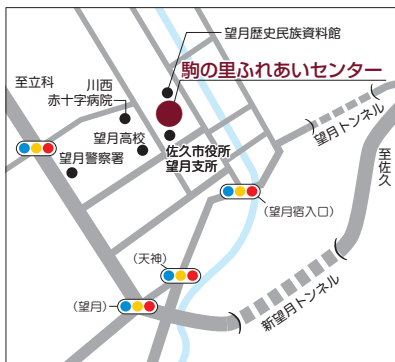 望月歴史民族資料館
駒の里ふれあいセンター
川西
赤十字病院
至立科
望月高校
佐久市役所
望月支所
望月警察署
望月トンネル
至佐久
(望月宿入口)
(天神)
(望月)
新望月トンネル